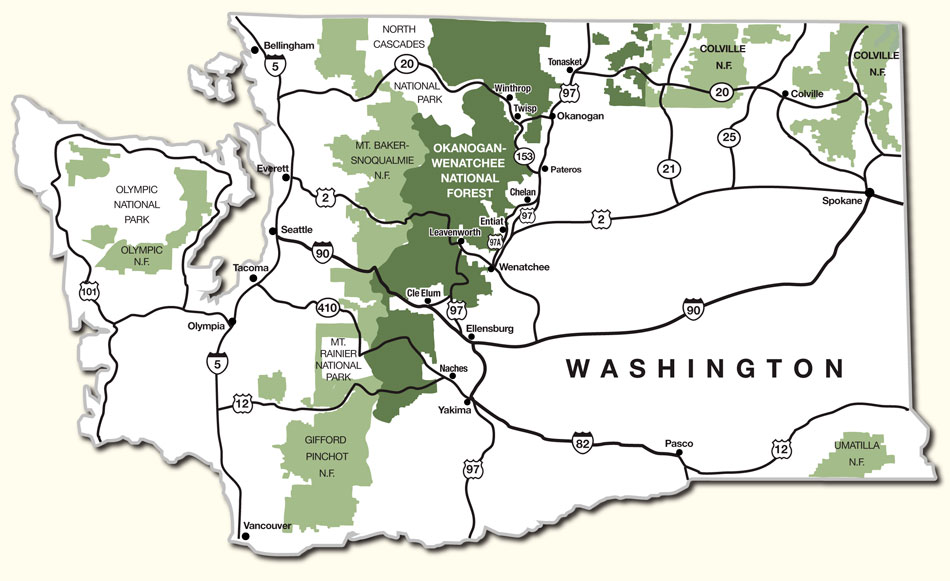 NORTH
CASCADES
NATIONAL
PARK
COLVILLE
N.F.
COLVILLE
N.F.
Bellingham
5
20
Tonasket
97
Winthrop
Twisp
Okanogan
20
Colville
MT. BAKER-
SNOQUALMIE
N.F.
OKANOGAN-
WENATCHEE
NATIONAL
FOREST
153
Pateros
21
25
Everett
2
Chelan
97
Entiat
97A
2
Spokane
OLYMPIC
NATIONAL
PARK
OLYMPIC
N.F.
Seattle
90
Leavenworth
Wenatchee
Tacoma
101
410
Cle Elum
97
90
Olympia
Ellensburg
5
MT.
RAINIER
NATIONAL
PARK
Naches
WASHINGTON
12
Yakima
GIFFORD
PINCHOT
N.F.
82
Pasco
12
UMATILLA
N.F.
97
Vancouver